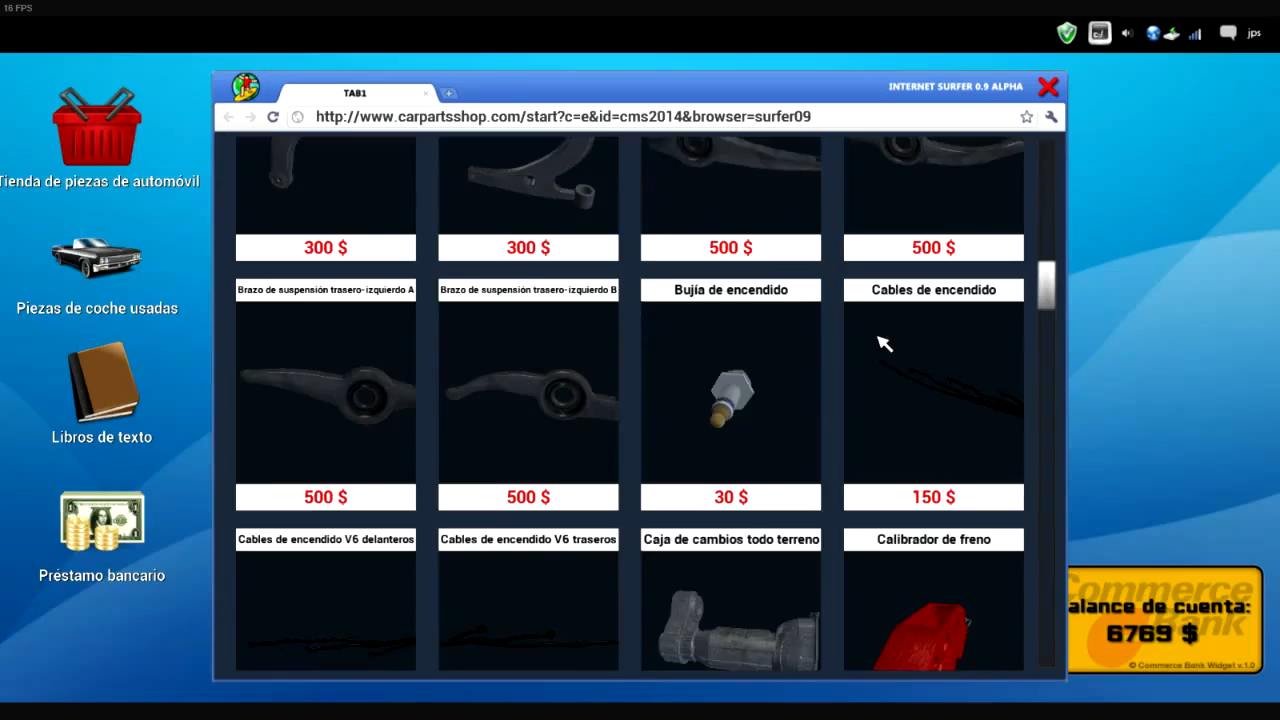 16 FPS
jps
TAB1
INTERNET SURFER 0.9 ALPHA
http://www.carpartsshop.com/start?c=e&id=cms2014&browser=surfer09
Tienda de piezas de automóvil
Piezas de coche usadas
Libros de texto
Préstamo bancario
300 $
300 $
500 $
500 $
Brazo de suspensión trasero-izquierdo A
Brazo de suspensión trasero-izquierdo B
Bujía de encendido
Cables de encendido
500 $
500 $
30 $
150 $
Cables de encendido V6 delanteros
Cables de encendido V6 traseros
Caja de cambios todo terreno
Calibrador de freno
Commerce
Bank
alance de cuenta:
6769 $
© Commerce Bank Widget v.1.0